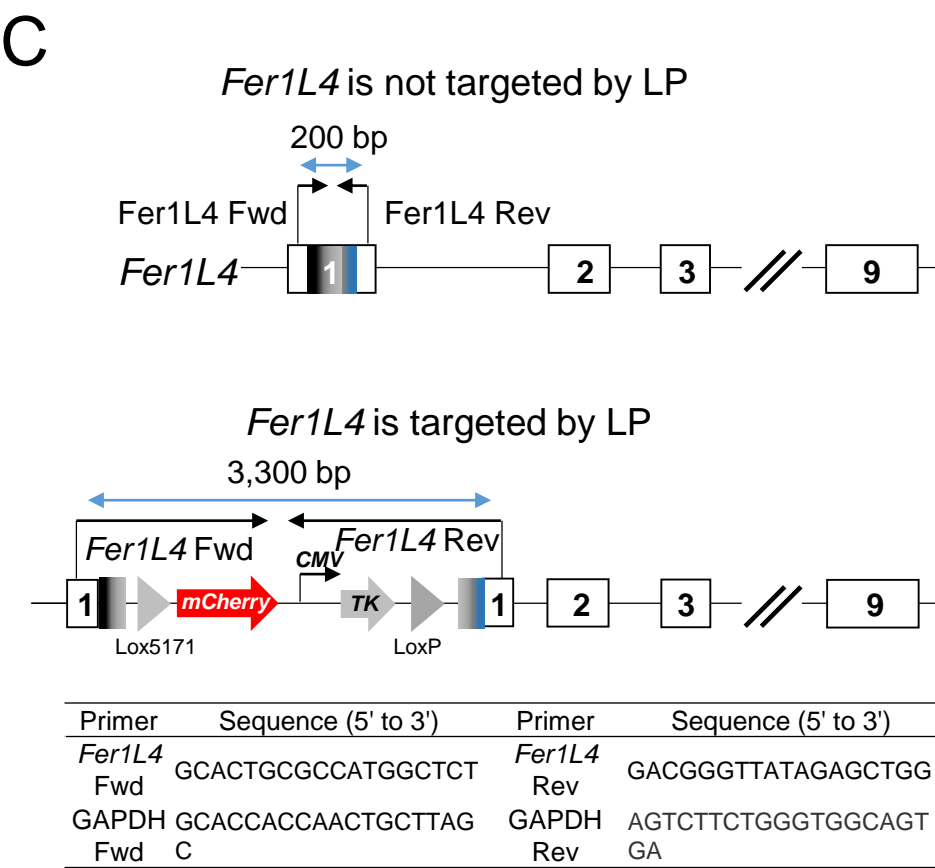 C
Fer1L4 is not targeted by LP
200 bp
Fer1L4 Fwd
Fer1L4 Rev
Fer1L4
1
2
3
9
Fer1L4 is targeted by LP
3,300 bp
Fer1L4 Fwd
Fer1L4 Rev
CMV
1
mCherry
TK
1
2
3
9
Lox5171
LoxP
Primer Sequence (5' to 3') Primer Sequence (5' to 3')
Fer1L4 Fwd GCACTGCGCCATGGCTCT Fer1L4 Rev GACGGGTTATAGAGCTGG
GAPDH Fwd GCACCACCAACTGCTTAGC GAPDH Rev AGTCTTCTGGGTGGCAGTGA